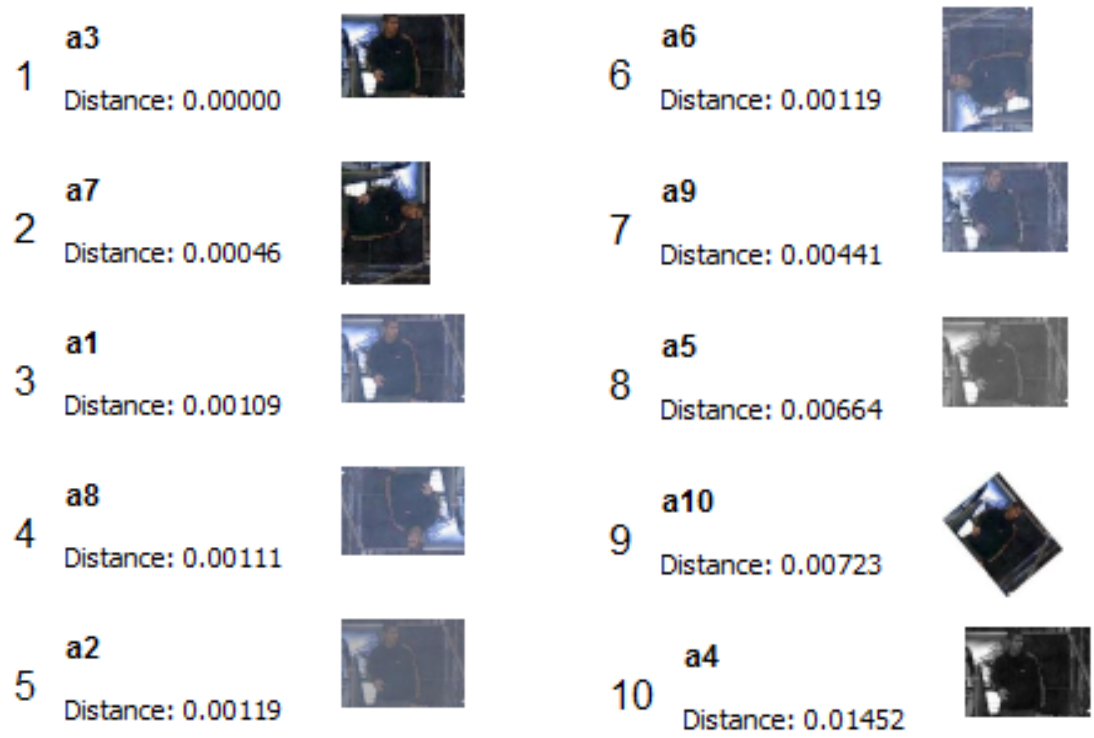 1
a3
Distance: 0.00000
2
a7
Distance: 0.00046
3
a1
Distance: 0.00109
4
a8
Distance: 0.00111
5
a2
Distance: 0.00119
6
a6
Distance: 0.00119
7
a9
Distance: 0.00441
8
a5
Distance: 0.00664
9
a10
Distance: 0.00723
10
a4
Distance: 0.01452